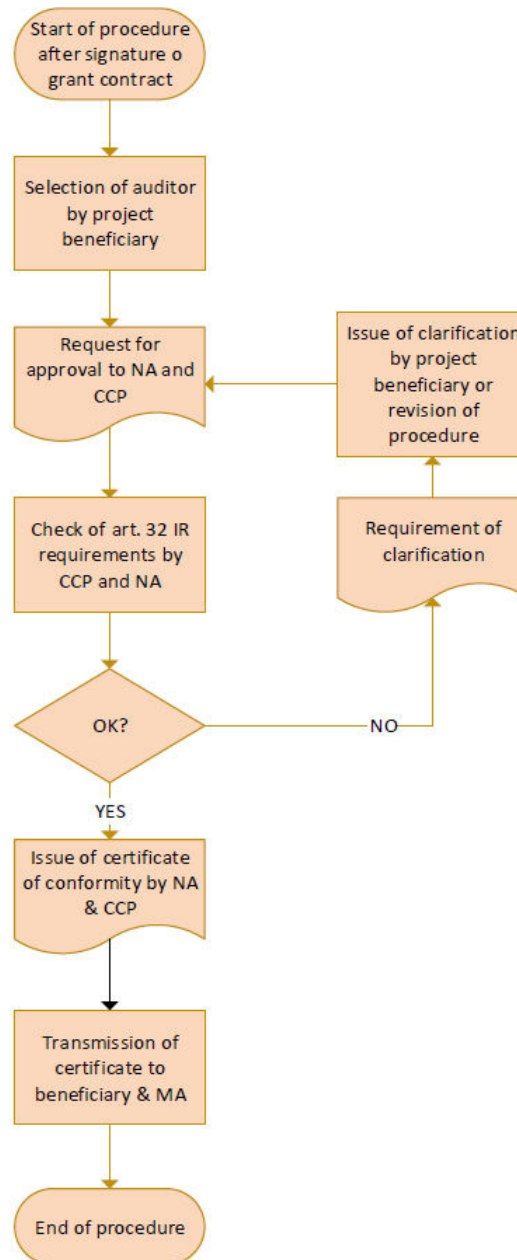 Start of procedure
after signature o
grant contract
Selection of auditor
by project
beneficiary
Request for
approval to NA and
CCP
Check of art. 32 IR
requirements by
CCP and NA
OK?
NO
Requirement of
clarification
Issue of clarification
by project
beneficiary or
revision of
procedure
YES
Issue of certificate
of conformity by NA
& CCP
Transmission of
certificate to
beneficiary & MA
End of procedure